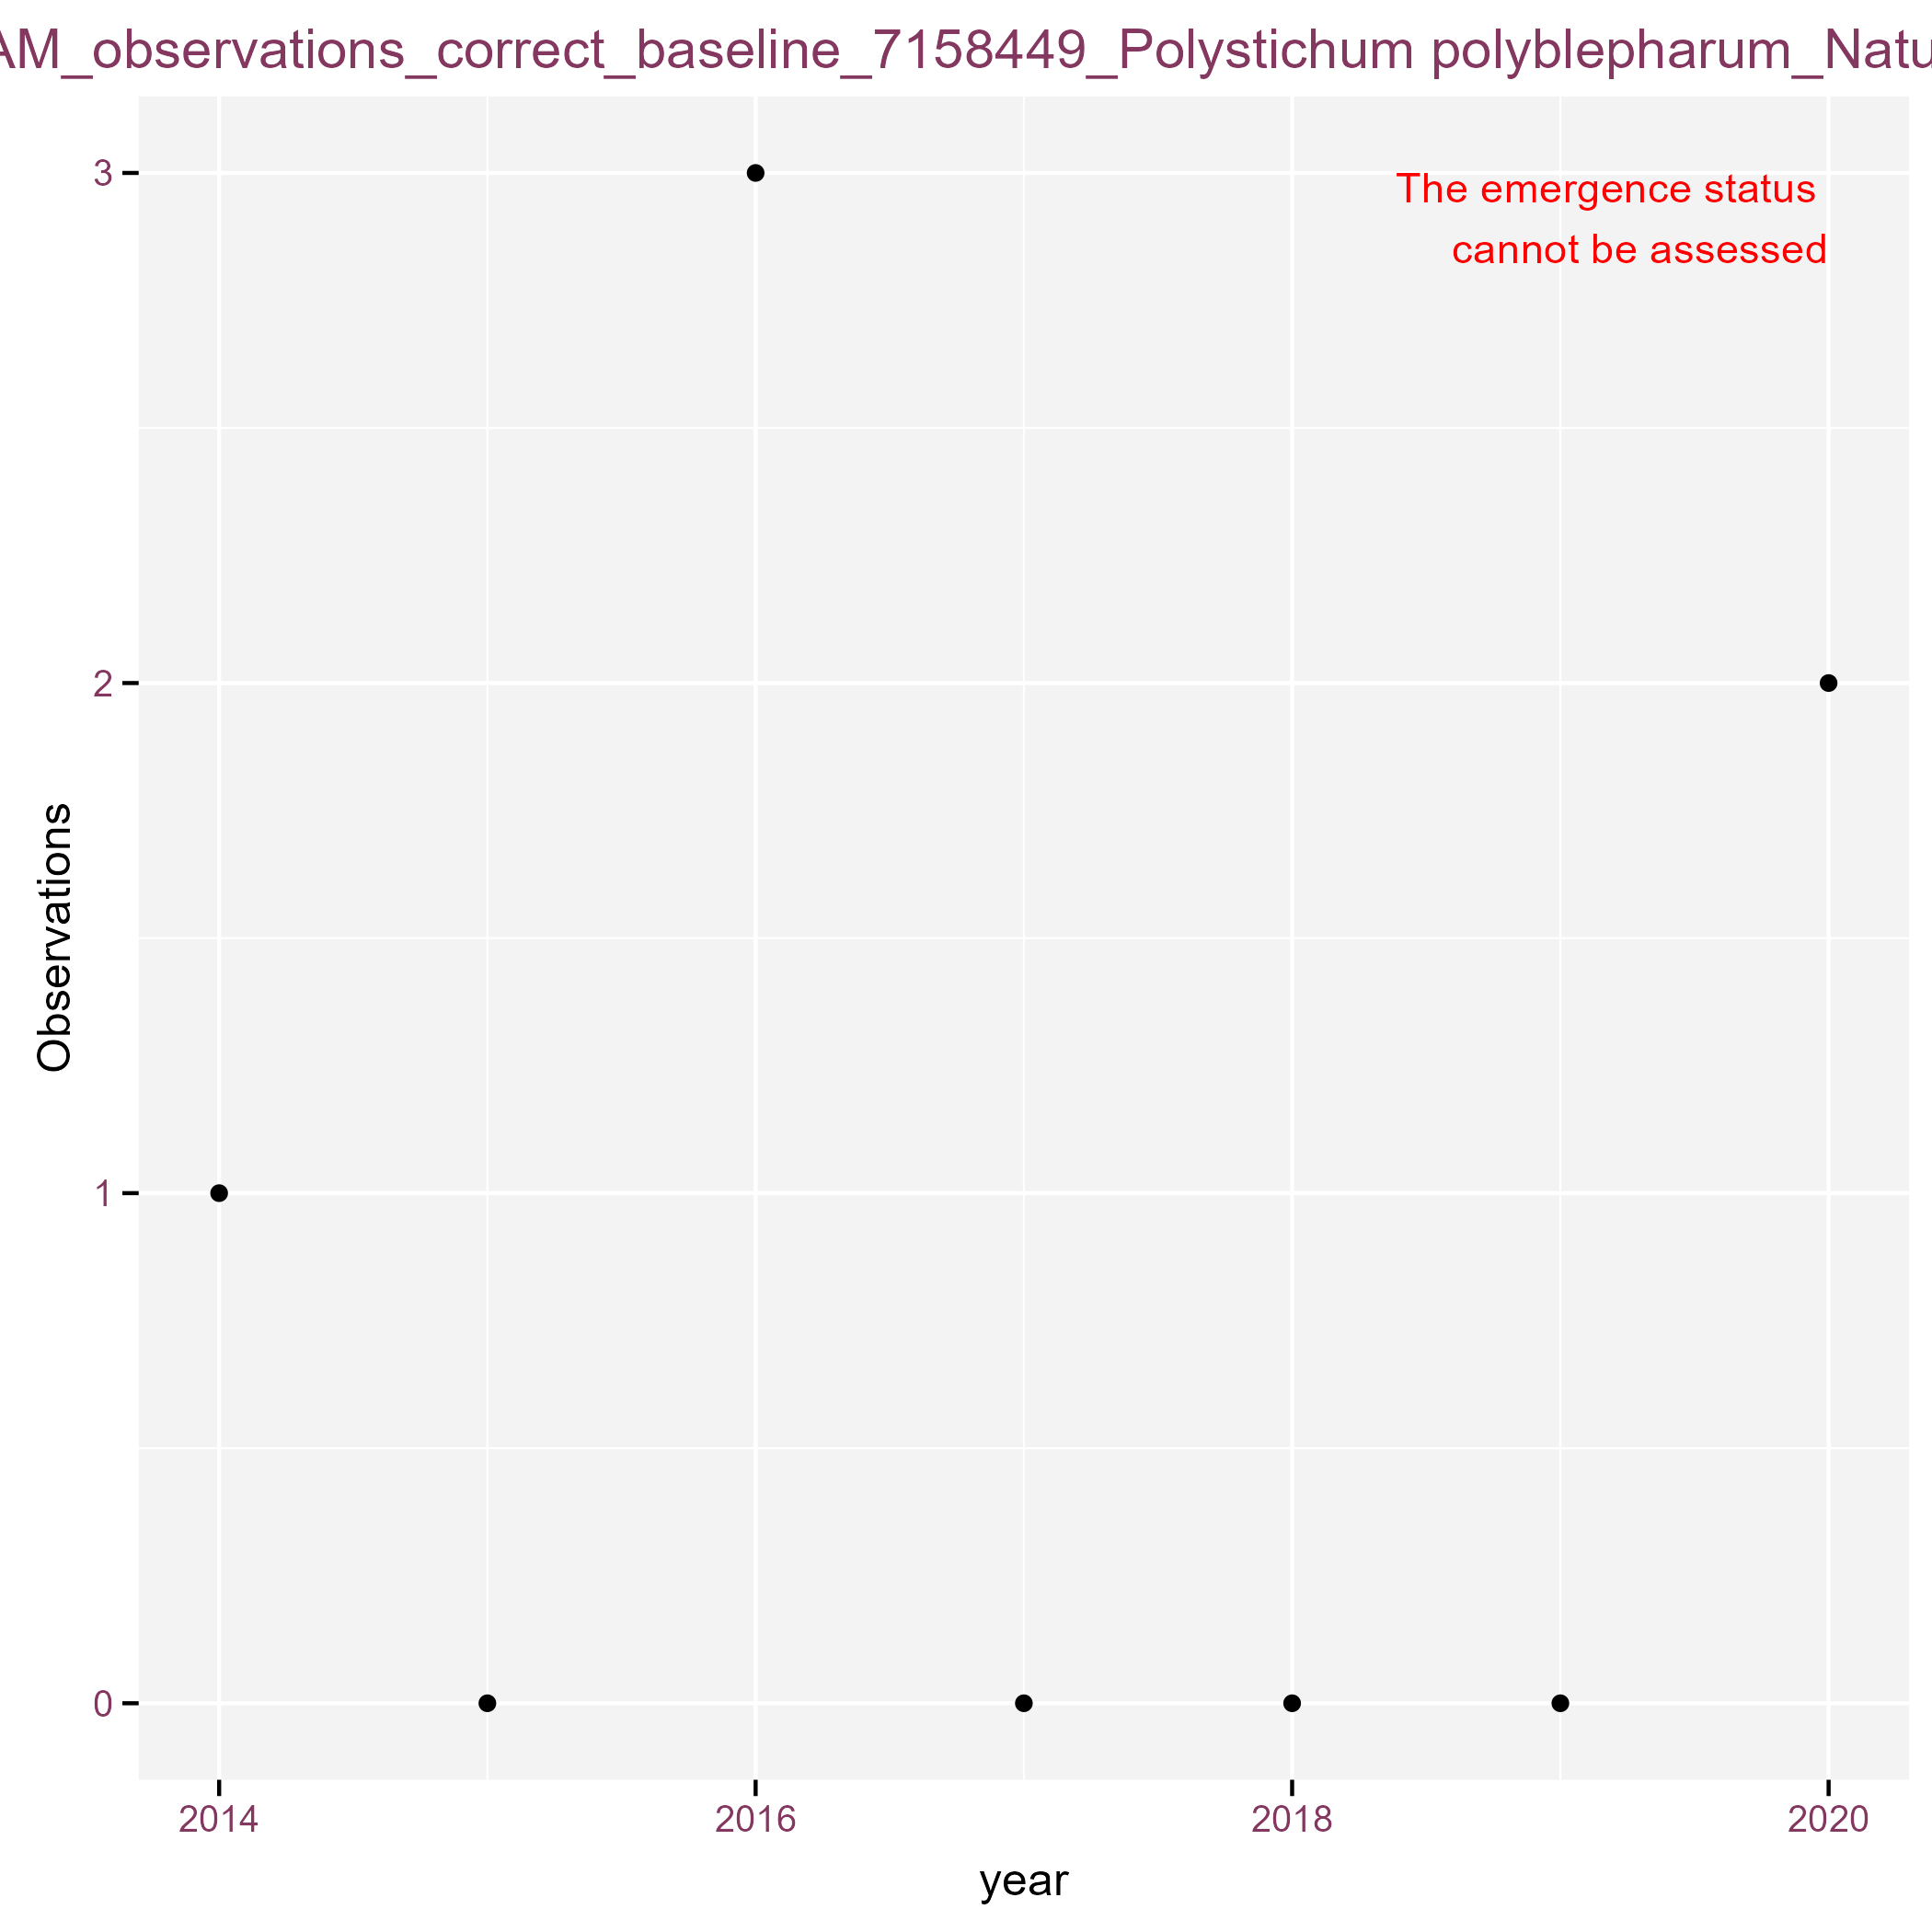 AM_observations_correct_baseline_7158449_Polystichum polyblepharum_Natu
3
The emergence status
cannot be assessed
2
Observations
1
0
2014 2016 2018 2020
year